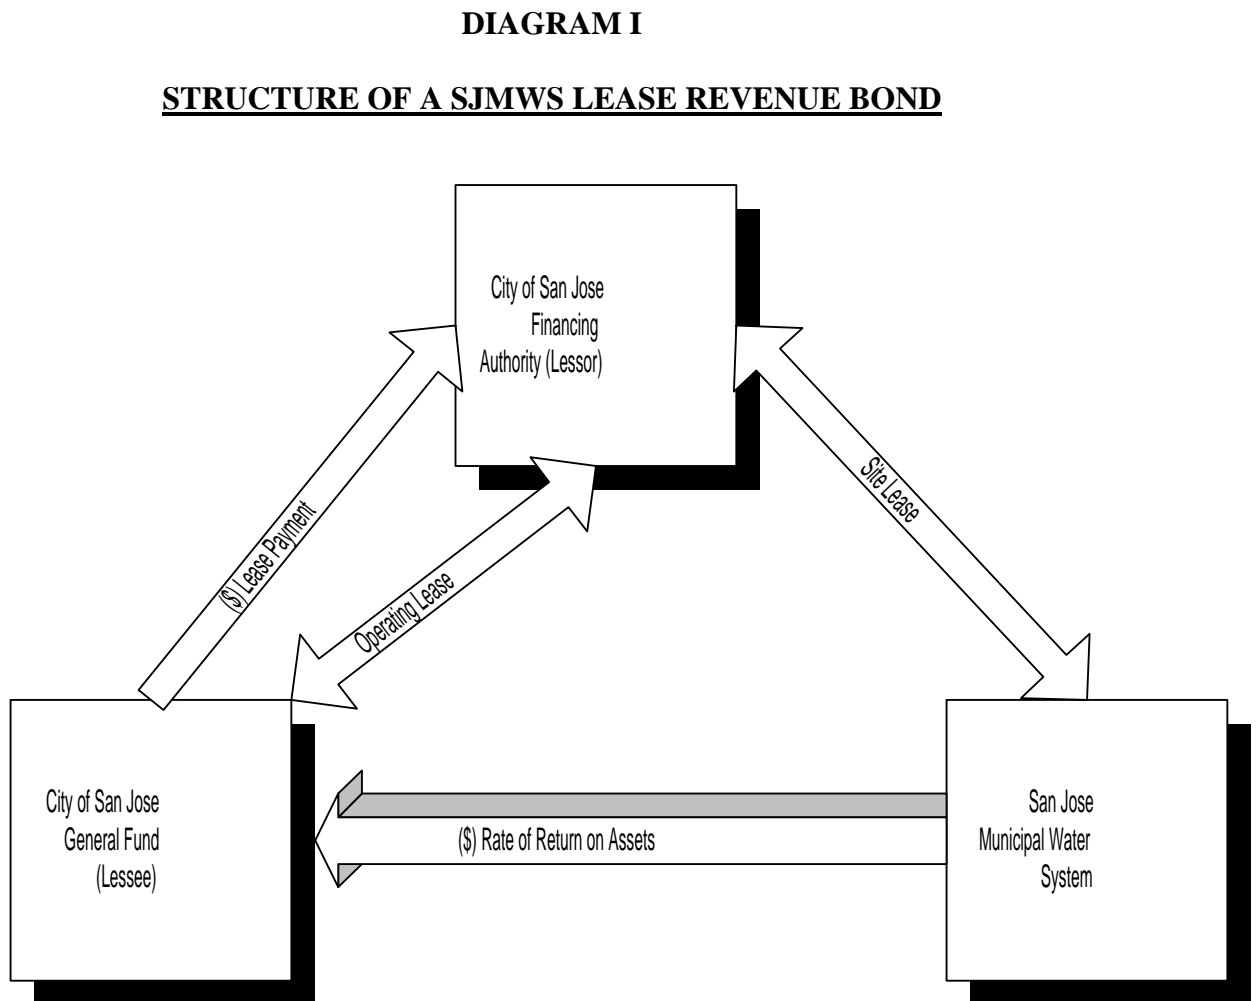 DIAGRAM I
STRUCTURE OF A SJMWS LEASE REVENUE BOND
City of San Jose
Financing
Authority (Lessor)
($) Lease Payment
Operating Lease
Site Lease
City of San Jose
General Fund
(Lessee)
($) Rate of Return on Assets
San Jose
Municipal Water
System